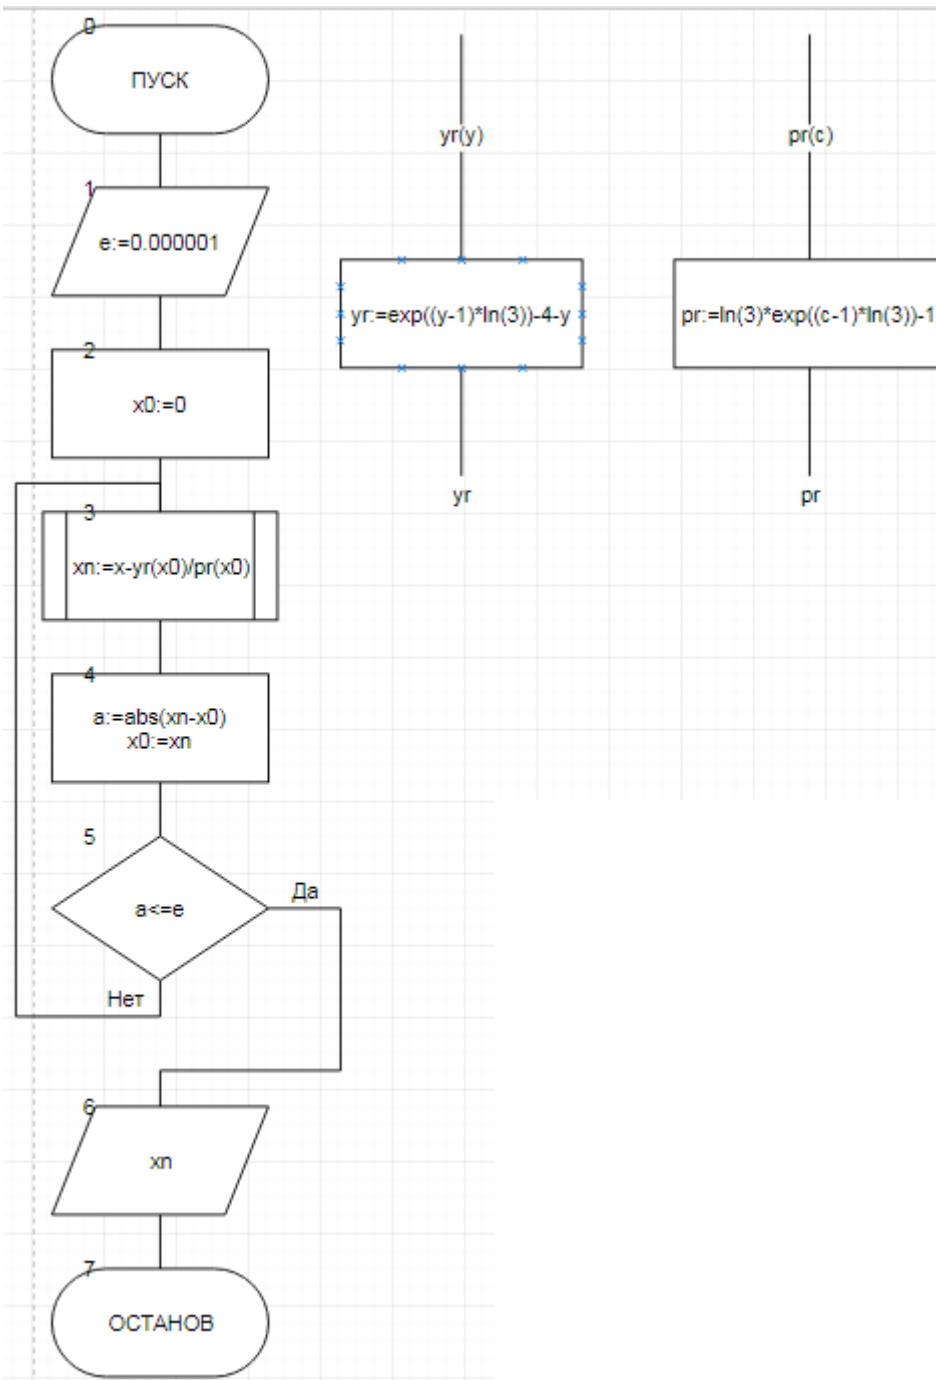 0
ПУСК
1
e:=0.000001
2
x0:=0
3
xn:=x-yr(x0)/pr(x0)
4
a:=abs(xn-x0)
x0:=xn
5
a<=e
Да
Нет
6
xn
7
ОСТАНОВ
yr(y)
yr:=exp((y-1)*ln(3))-4-y
yr
pr(c)
pr:=ln(3)*exp((c-1)*ln(3))-1
pr